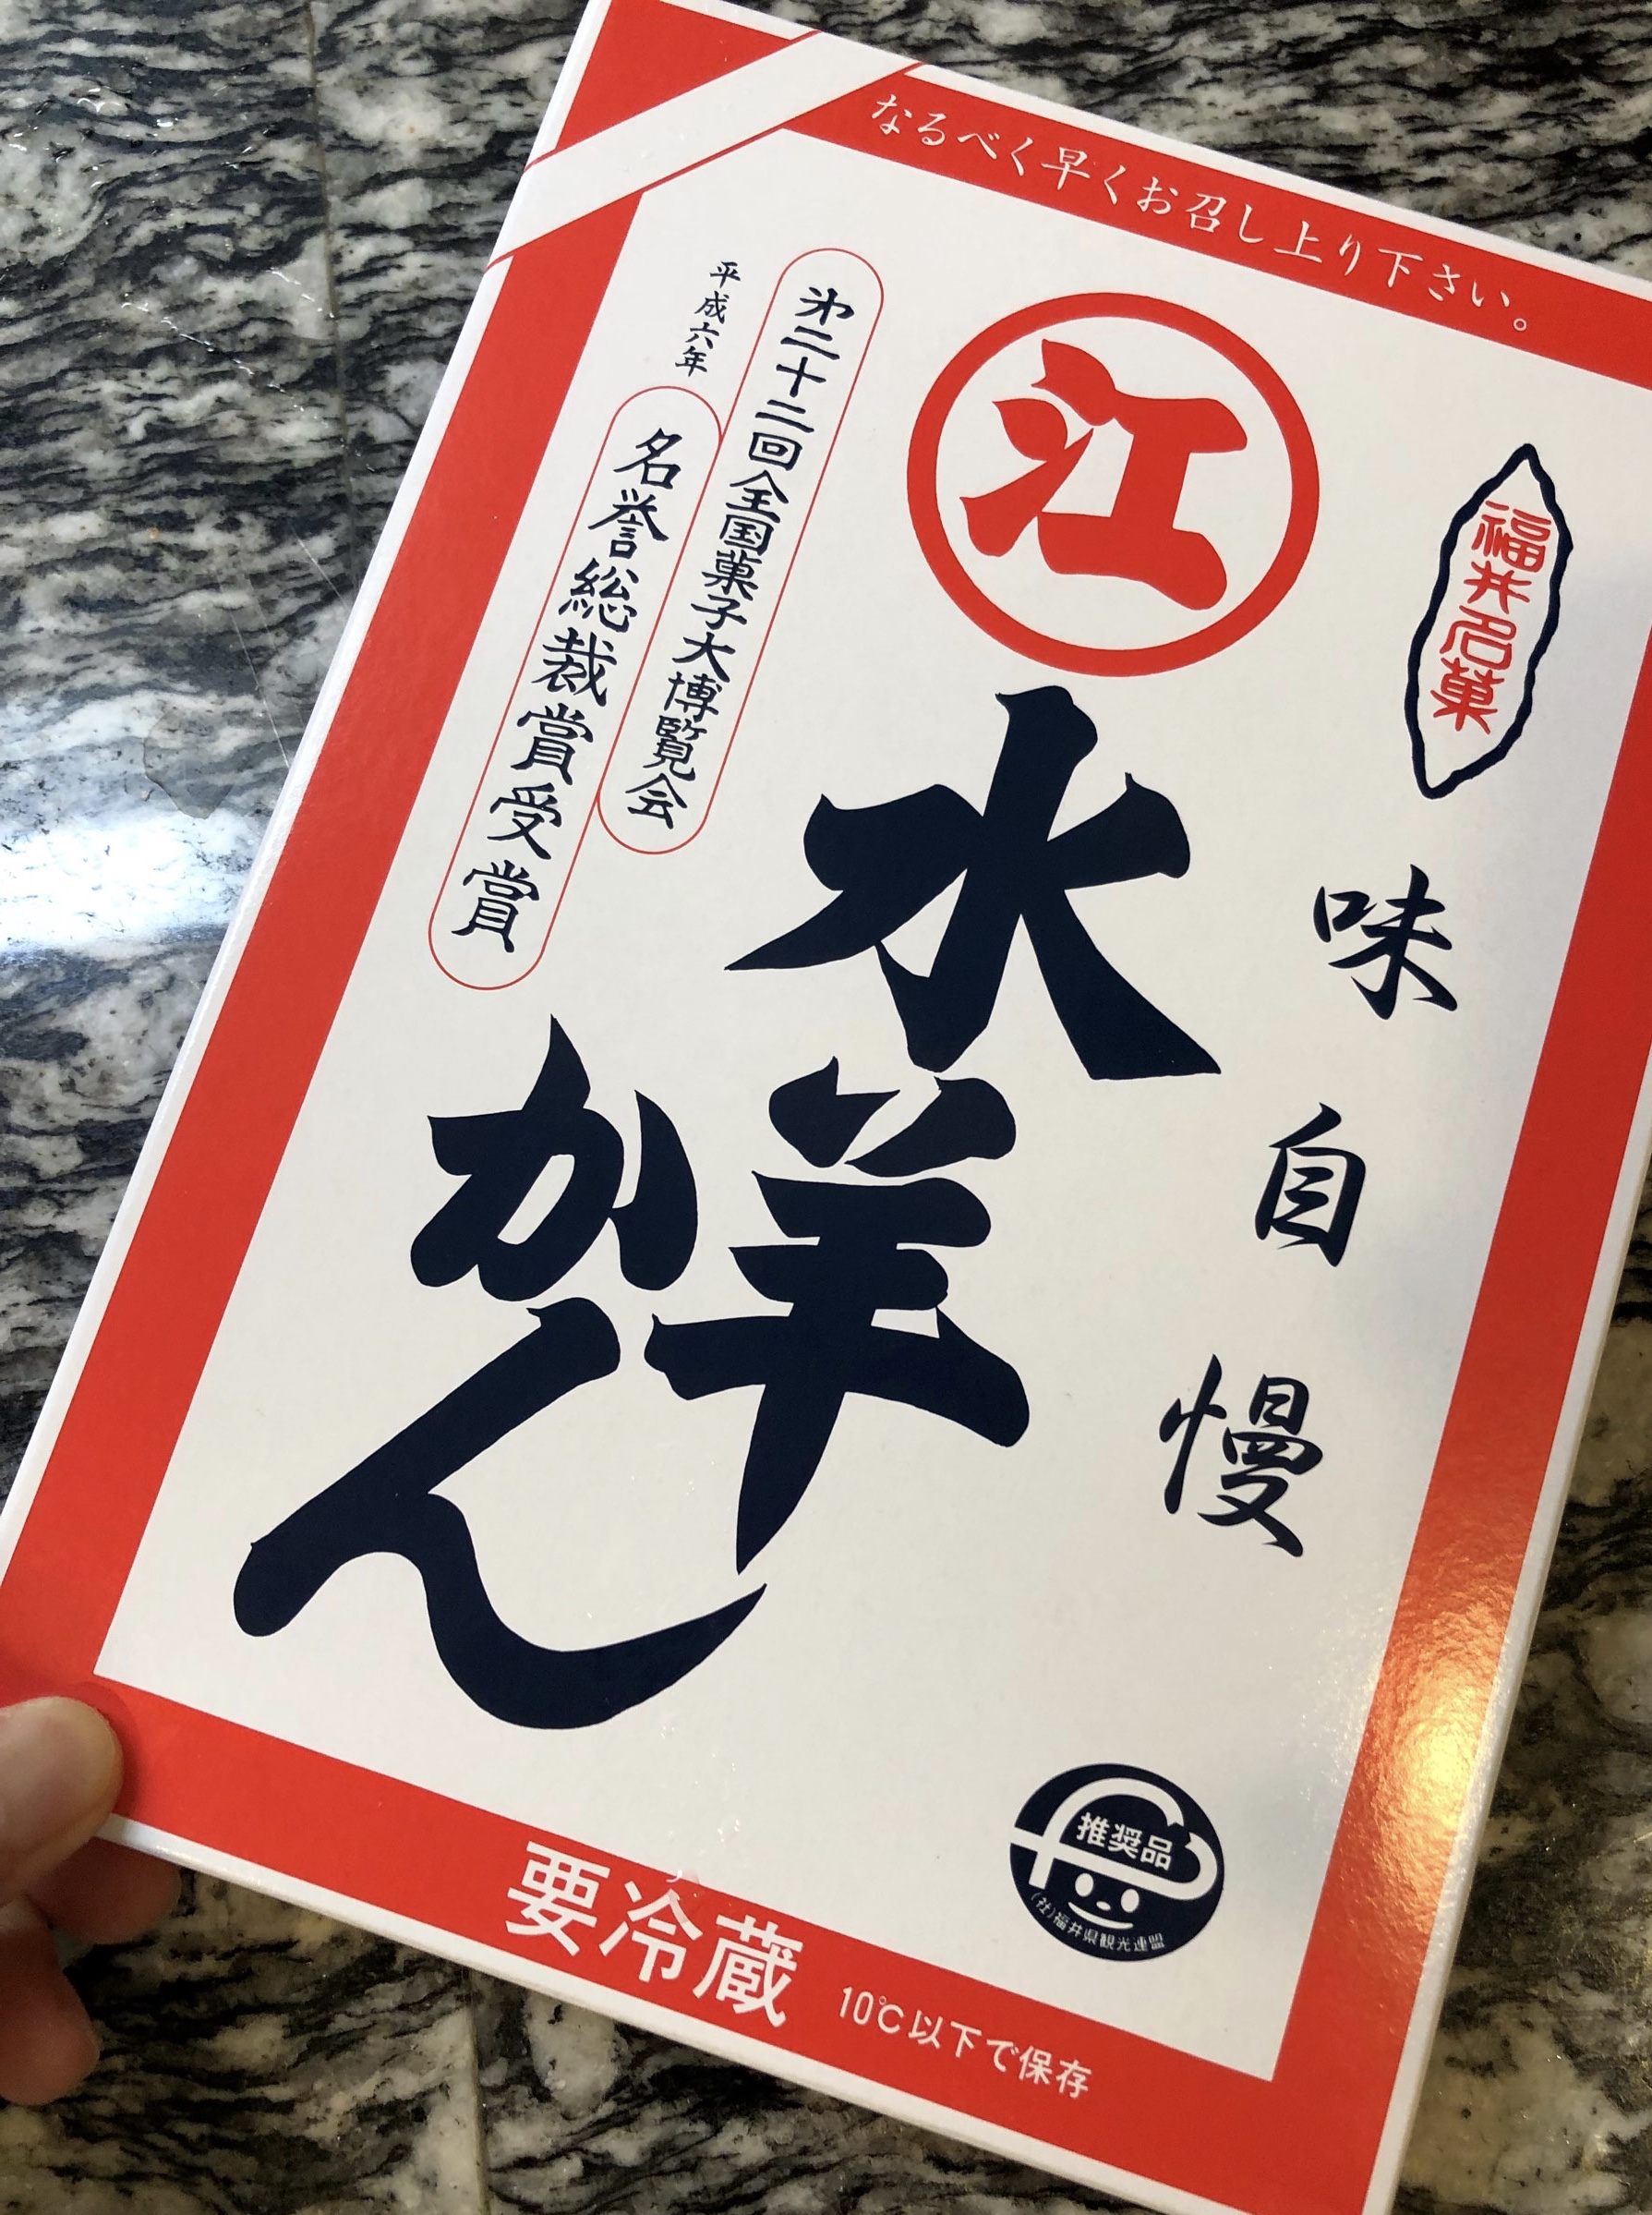 なるべく早くお召し上り下さい。
福井名菓
味自慢
江
水羊かん
第二十二回全国菓子大博覧会
平成六年
名誉総裁賞受賞
推奨品
(社)福井県観光連盟
要冷蔵 10℃以下で保存